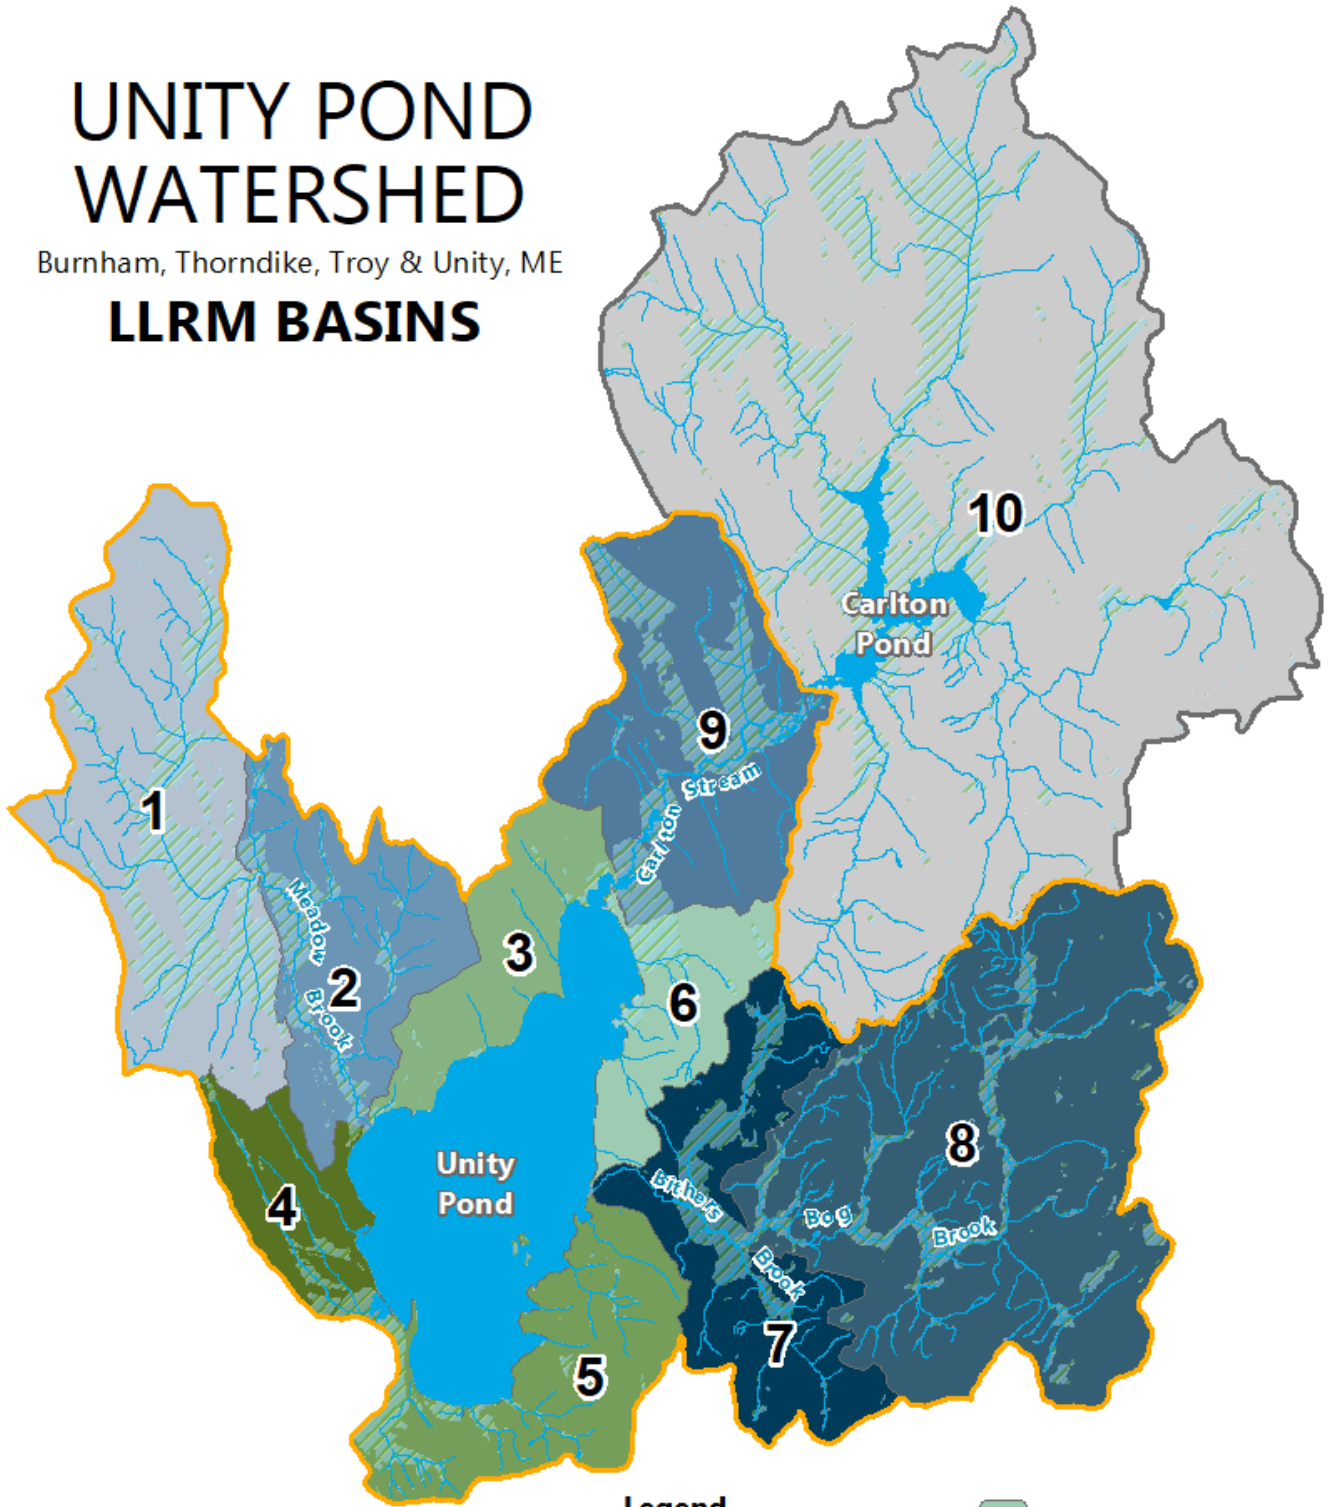 UNITY POND
WATERSHED
Burnham, Thorndike, Troy & Unity, ME
LLRM BASINS
10
Carlton
Pond
9
Carlton Stream
1
Meadow
Brook
2
3
6
8
Unity
Pond
4
Bithers
Brook
Bog
Brook
7
5
Legend